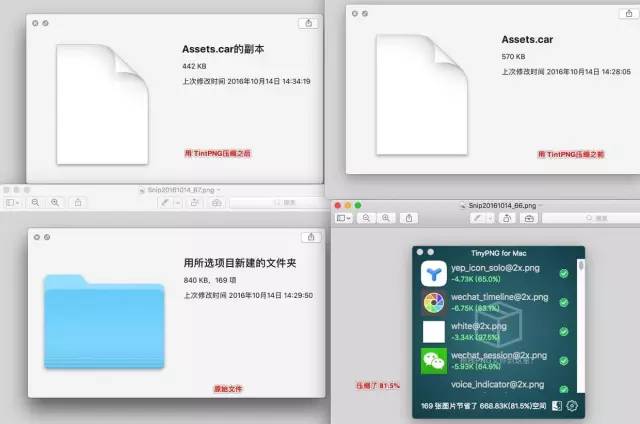 Assets.car的副本
442 KB
上次修改时间 2016年10月14日 14:34:19
用 TintPNG压缩之后
Assets.car
570 KB
上次修改时间 2016年10月14日 14:28:05
用 TintPNG压缩之前
Snip20161014_67.png
搜索
用所选项目新建的文件夹
840 KB，169 项
上次修改时间 2016年10月14日 14:29:50
原始文件
Snip20161014_66.png
搜索
TinyPNG for Mac
yep_icon_solo@2x.png
-4.73K (65.0%)
wechat_timeline@2x.png
-6.75K (63.1%)
white@2x.png
-3.34K (97.5%)
wechat_session@2x.png
-5.93K (64.9%)
voice_indicator@2x.png
压缩了 81.5%
169 张图片节省了 668.83K(81.5%)空间